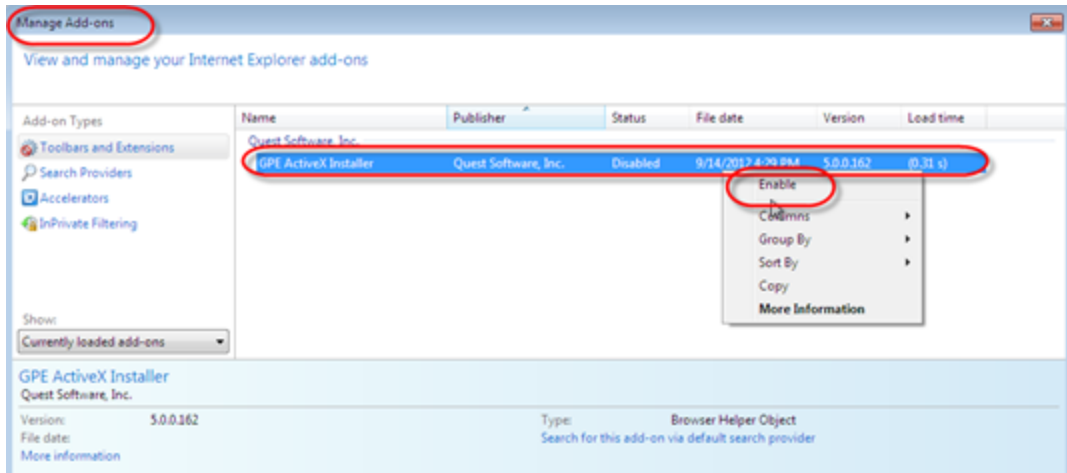 Manage Add-ons
View and manage your Internet Explorer add-ons
Add-on Types
Toolbars and Extensions
Search Providers
Accelerators
InPrivate Filtering
Show:
Currently loaded add-ons
Name Publisher Status File date Version Load time
Quest Software, Inc.
GPE ActiveX Installer Quest Software, Inc. Disabled 9/14/2012 4:29 PM 5.0.0.162 (0.31 s)
Enable
Columns
Group By
Sort By
Copy
More Information
GPE ActiveX Installer
Quest Software, Inc.
Version: 5.0.0.162 Type: Browser Helper Object
File date: Search for this add-on via default search provider
More information